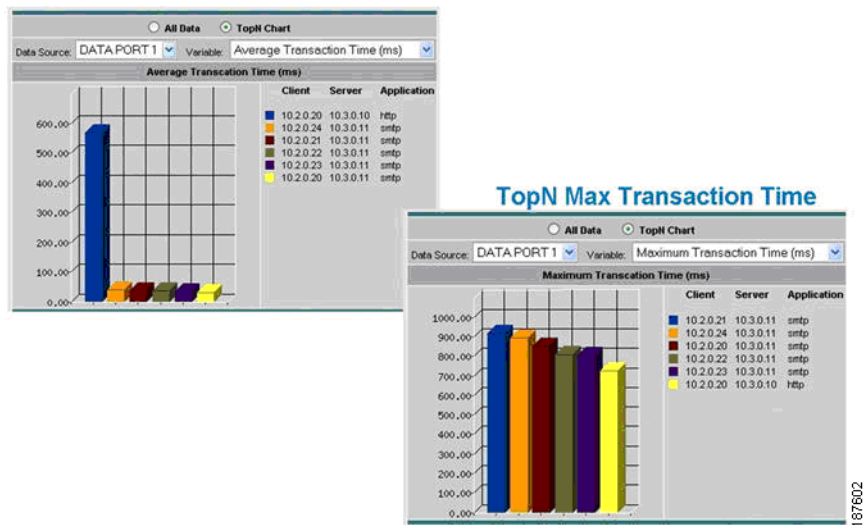 All Data TopN Chart
Data Source: DATA PORT 1 Variable: Average Transaction Time (ms)
Average Transcation Time (ms)
Client Server Application
10.2.0.20 10.3.0.10 http
10.2.0.24 10.3.0.11 smtp
10.2.0.21 10.3.0.11 smtp
10.2.0.22 10.3.0.11 smtp
10.2.0.23 10.3.0.11 smtp
10.2.0.20 10.3.0.11 smtp
600.00
500.00
400.00
300.00
200.00
100.00
0.00
TopN Max Transaction Time
All Data TopN Chart
Data Source: DATA PORT 1 Variable: Maximum Transaction Time (ms)
Maximum Transcation Time (ms)
Client Server Application
10.2.0.21 10.3.0.11 smtp
10.2.0.24 10.3.0.11 smtp
10.2.0.20 10.3.0.11 smtp
10.2.0.22 10.3.0.11 smtp
10.2.0.23 10.3.0.11 smtp
10.2.0.20 10.3.0.10 http
1000.00
900.00
800.00
700.00
600.00
500.00
400.00
300.00
200.00
100.00
0.00